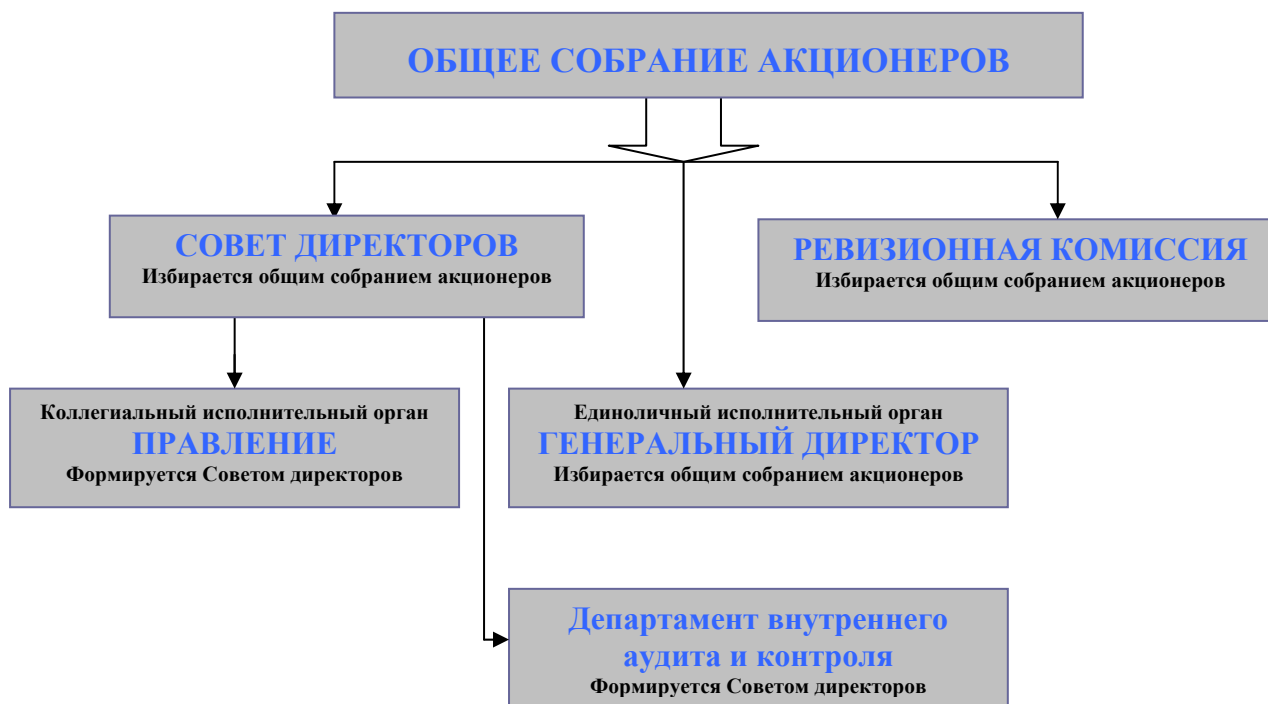 ОБЩЕЕ СОБРАНИЕ АКЦИОНЕРОВ
СОВЕТ ДИРЕКТОРОВ
Избирается общим собранием акционеров
РЕВИЗИОННАЯ КОМИССИЯ
Избирается общим собранием акционеров
Коллегиальный исполнительный орган
ПРАВЛЕНИЕ
Формируется Советом директоров
Единоличный исполнительный орган
ГЕНЕРАЛЬНЫЙ ДИРЕКТОР
Избирается общим собранием акционеров
Департамент внутреннего
аудита и контроля
Формируется Советом директоров